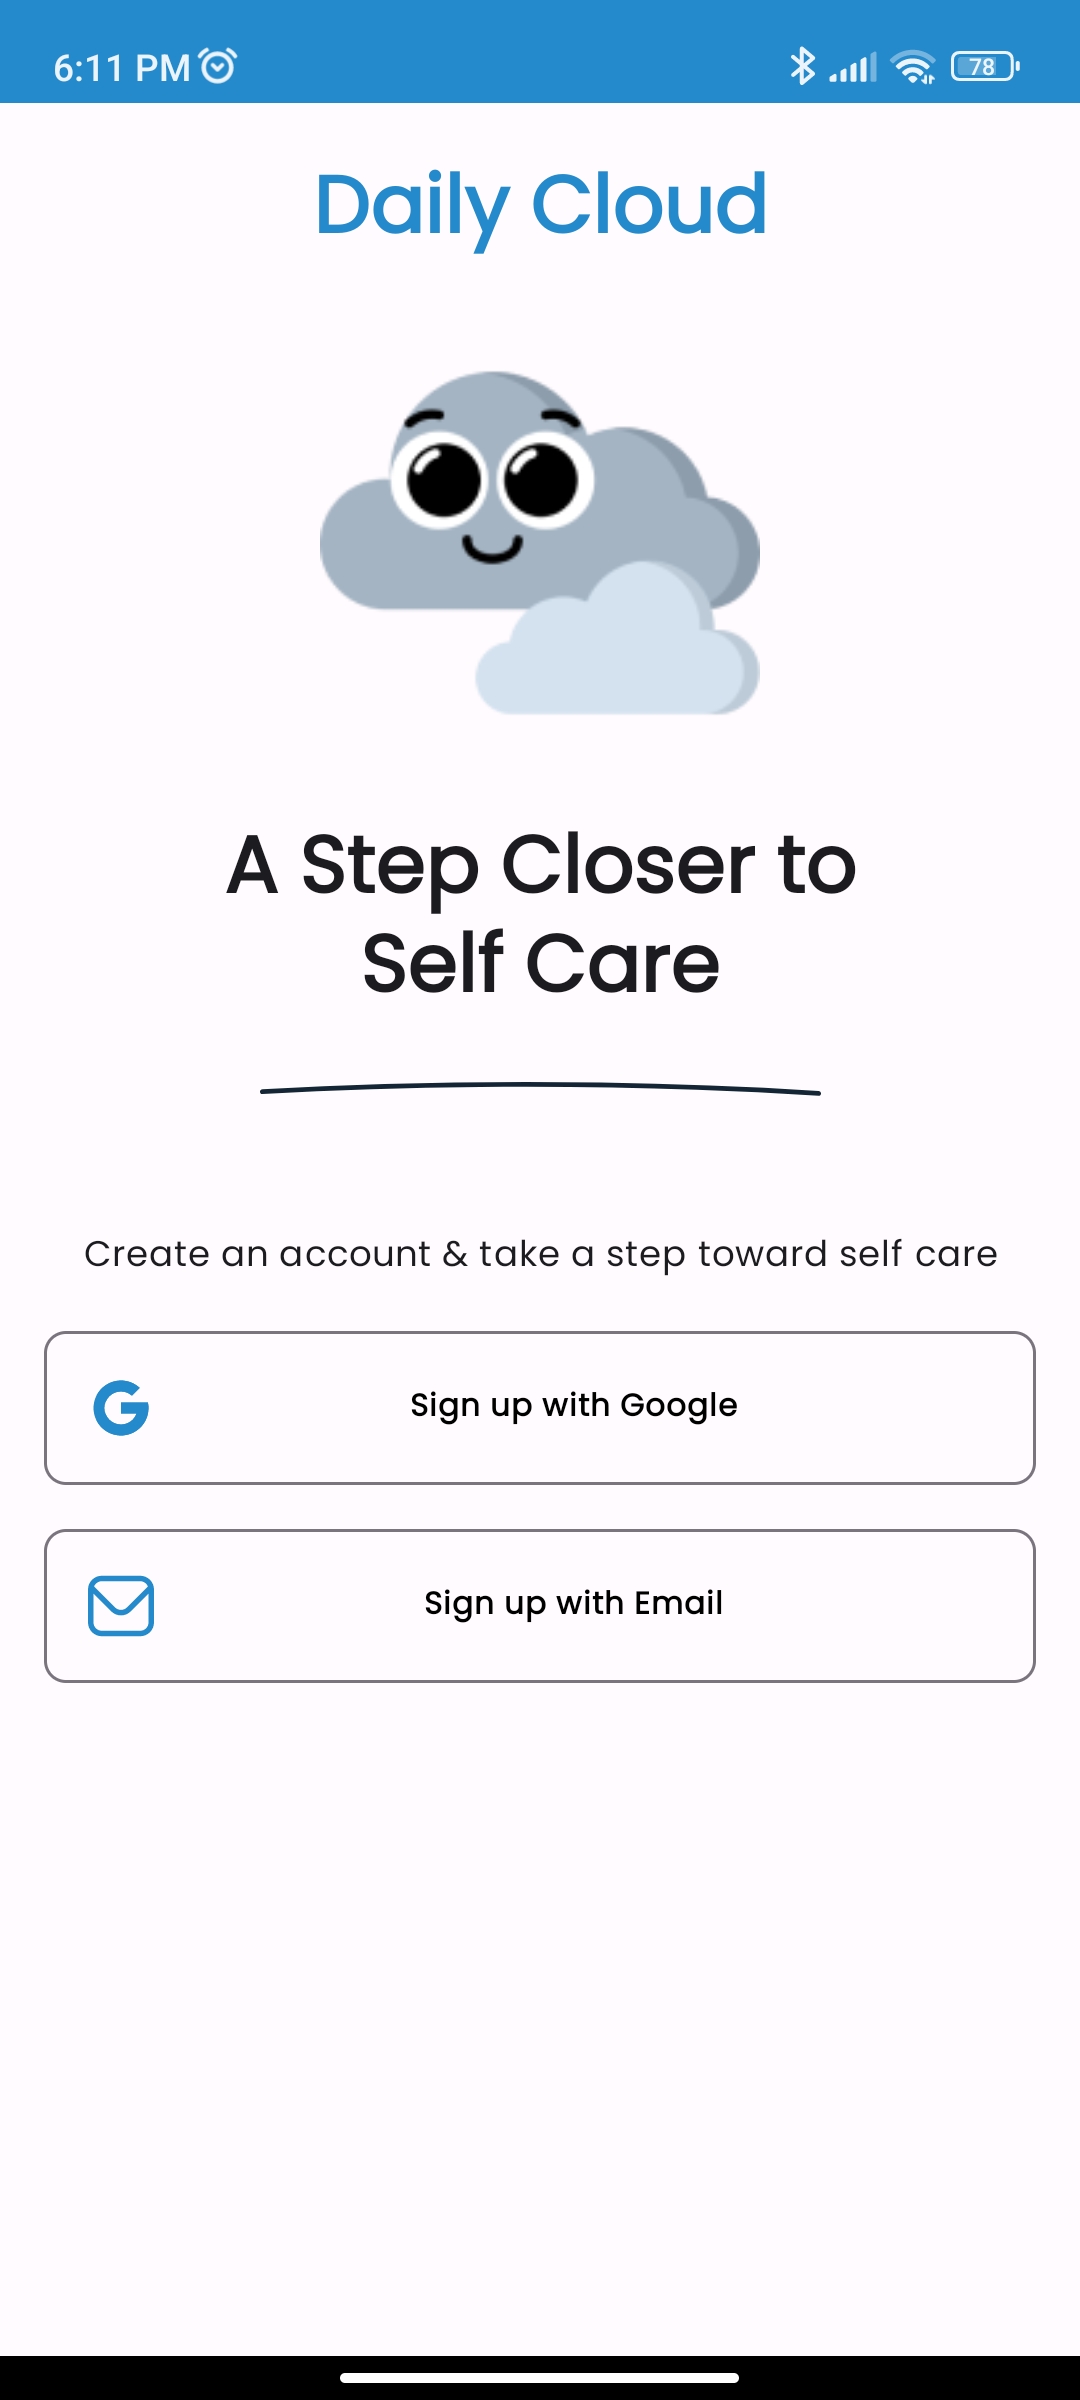 6:11 PM
78
Daily Cloud
A Step Closer to
Self Care
Create an account & take a step toward self care
Sign up with Google
Sign up with Email